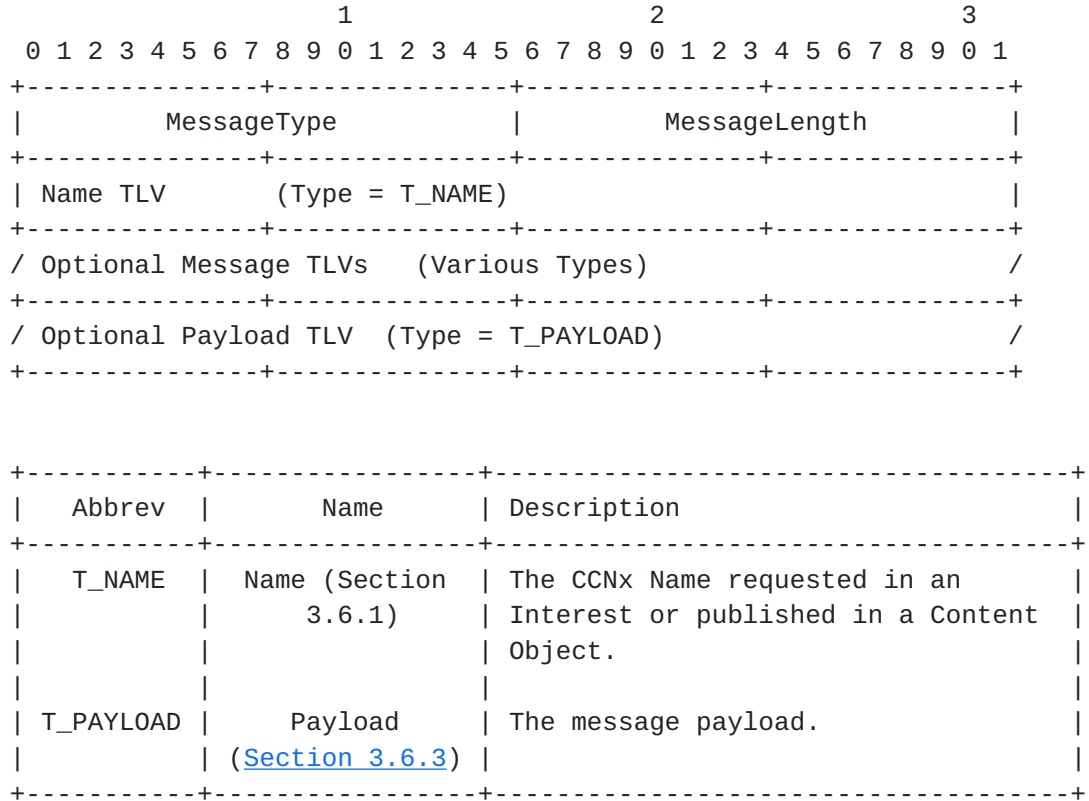 1                   2                   3
 0 1 2 3 4 5 6 7 8 9 0 1 2 3 4 5 6 7 8 9 0 1 2 3 4 5 6 7 8 9 0 1
+---------------+---------------+---------------+---------------+
|         MessageType           |         MessageLength         |
+---------------+---------------+---------------+---------------+
| Name TLV       (Type = T_NAME)                                |
+---------------+---------------+---------------+---------------+
/ Optional Message TLVs   (Various Types)                       /
+---------------+---------------+---------------+---------------+
/ Optional Payload TLV  (Type = T_PAYLOAD)                      /
+---------------+---------------+---------------+---------------+

+-----------+-----------------+-------------------------------------+
|   Abbrev  |       Name      | Description                         |
+-----------+-----------------+-------------------------------------+
|   T_NAME  |  Name (Section  | The CCNx Name requested in an       |
|           |      3.6.1)     | Interest or published in a Content  |
|           |                 | Object.                             |
|           |                 |                                     |
| T_PAYLOAD |     Payload     | The message payload.                |
|           | (Section 3.6.3) |                                     |
+-----------+-----------------+-------------------------------------+